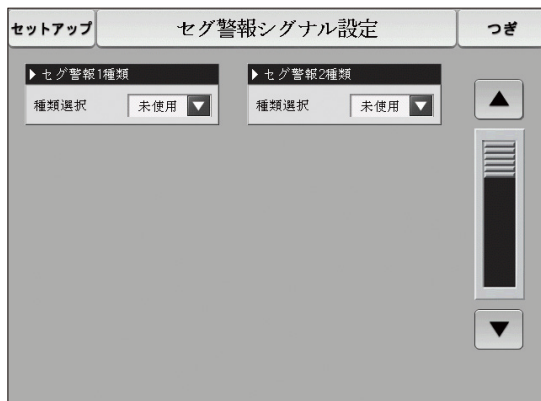 セットアップ
セグ警報シグナル設定
つぎ
▶セグ警報1種類
種類選択 未使用 ▼
▶セグ警報2種類
種類選択 未使用 ▼